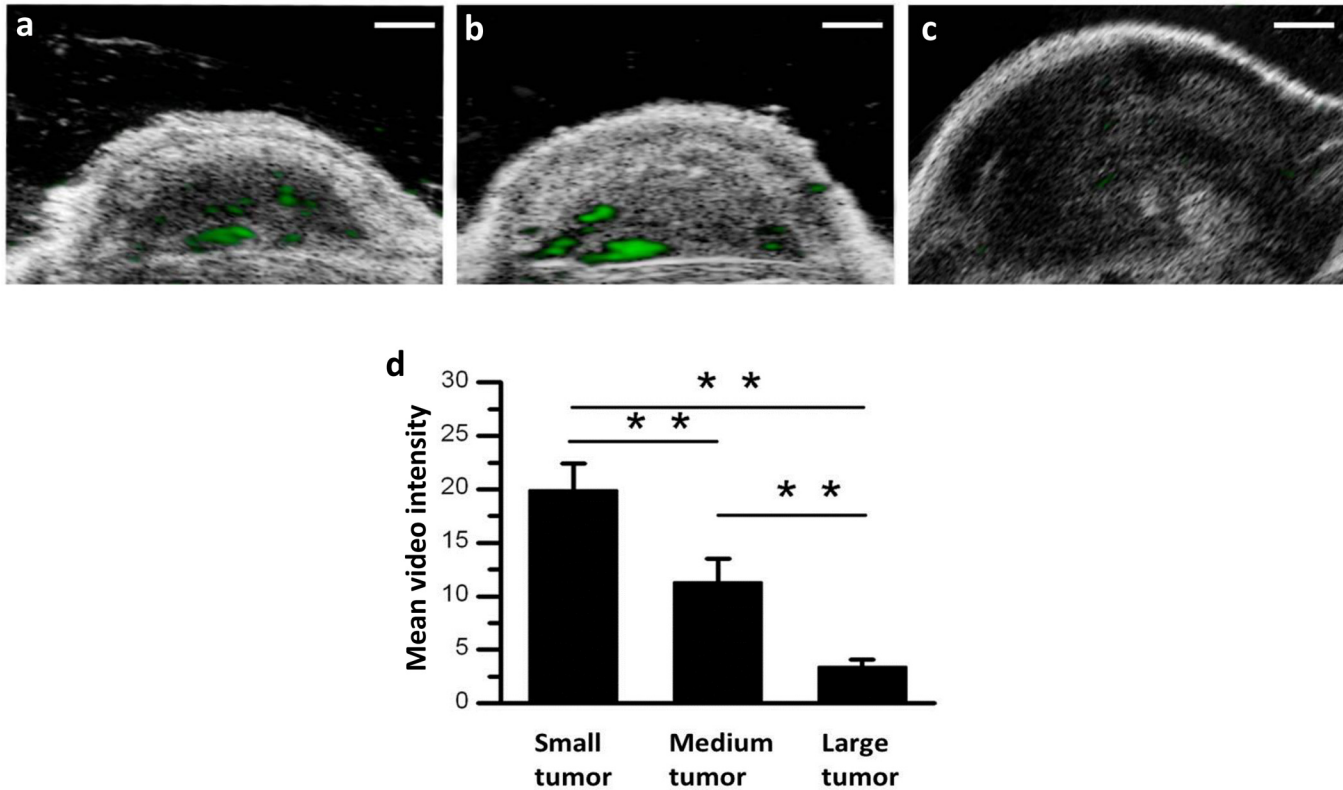 a
b
c
d
Mean video intensity
30
25
20
15
10
5
0
* *
* *
* *
Small tumor
Medium tumor
Large tumor